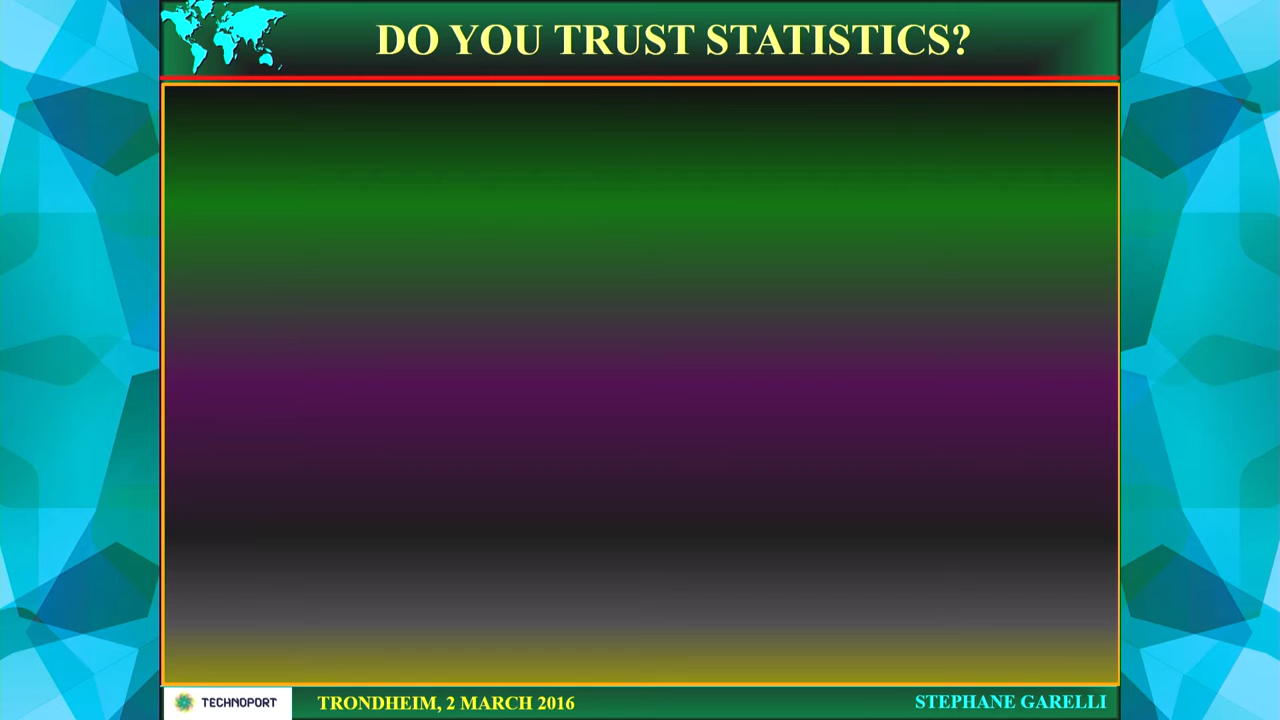 DO YOU TRUST STATISTICS?
TECHNOPORT
TRONDHEIM, 2 MARCH 2016
STEPHANE GARELLI